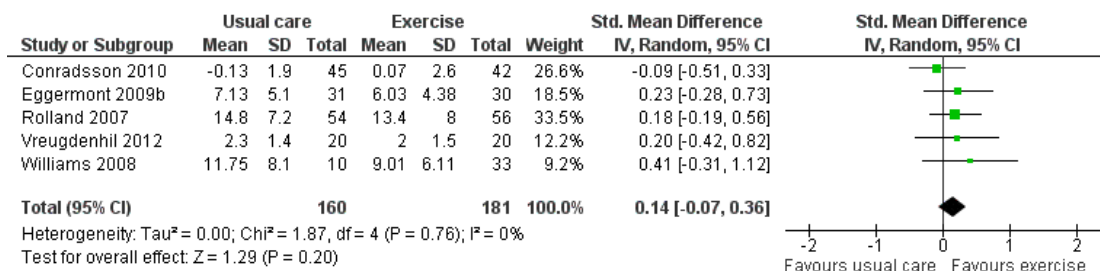 Usual care Exercise Std. Mean Difference Std. Mean Difference
Study or Subgroup Mean SD Total Mean SD Total Weight IV, Random, 95% CI IV, Random, 95% CI
Conradsson 2010 -0.13 1.9 45 0.07 2.6 42 26.6% -0.09 [-0.51, 0.33]
Eggermont 2009b 7.13 5.1 31 6.03 4.38 30 18.5% 0.23 [-0.28, 0.73]
Rolland 2007 14.8 7.2 54 13.4 8 56 33.5% 0.18 [-0.19, 0.56]
Vreugdenhil 2012 2.3 1.4 20 2 1.5 20 12.2% 0.20 [-0.42, 0.82]
Williams 2008 11.75 8.1 10 9.01 6.11 33 9.2% 0.41 [-0.31, 1.12]
Total (95% CI) 160 181 100.0% 0.14 [-0.07, 0.36]
Heterogeneity: Tau² = 0.00; Chi² = 1.87, df = 4 (P = 0.76); I² = 0%
Test for overall effect: Z = 1.29 (P = 0.20)
-2 -1 0 1 2
Favours usual care Favours exercise